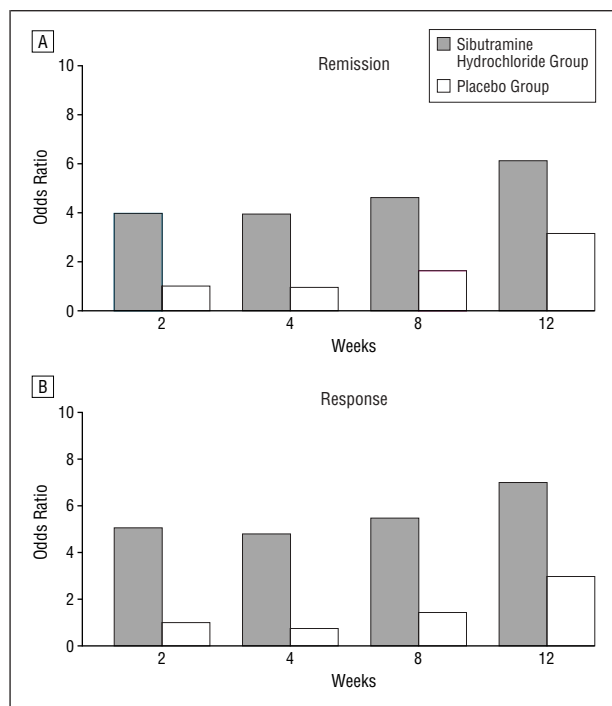 A
Remission
Sibutramine
Hydrochloride Group
Placebo Group
10
8
6
4
2
0
Odds Ratio
2
4
8
12
Weeks
B
Response
10
8
6
4
2
0
Odds Ratio
2
4
8
12
Weeks